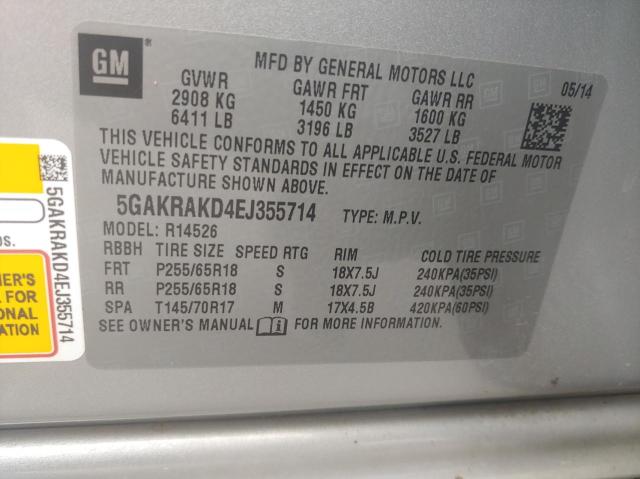 GM
MFD BY GENERAL MOTORS LLC
05/14
GVWR GAWR FRT GAWR RR
2908 KG 1450 KG 1600 KG
6411 LB 3196 LB 3527 LB
THIS VEHICLE CONFORMS TO ALL APPLICABLE U.S. FEDERAL MOTOR
VEHICLE SAFETY STANDARDS IN EFFECT ON THE DATE OF
MANUFACTURE SHOWN ABOVE.
5GAKRAKD4EJ355714 TYPE: M.P.V.
MODEL: R14526
RBBH TIRE SIZE SPEED RTG RIM COLD TIRE PRESSURE
FRT P255/65R18 S 18X7.5J 240KPA(35PSI)
RR P255/65R18 S 18X7.5J 240KPA(35PSI)
SPA T145/70R17 M 17X4.5B 420KPA(60PSI)
SEE OWNER'S MANUAL FOR MORE INFORMATION.
5GAKRAKD4EJ355714